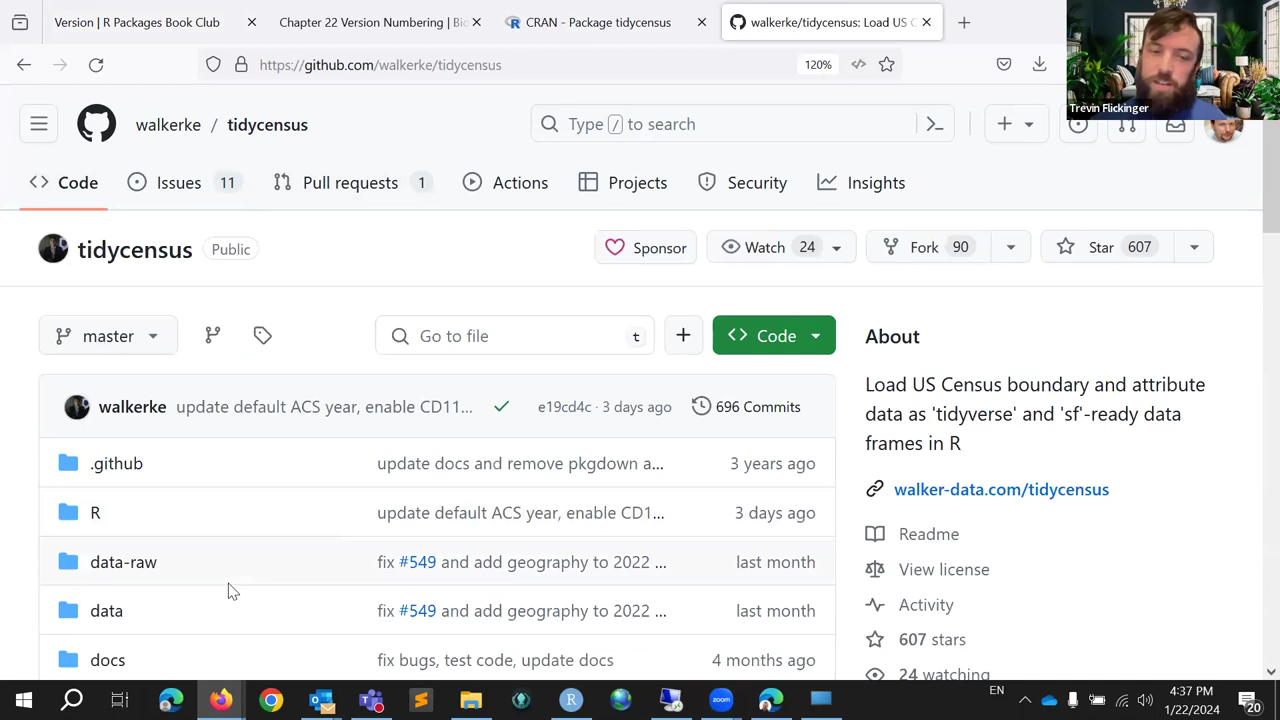 Version | R Packages Book Club
Chapter 22 Version Numbering | Bio
CRAN - Package tidycensus
walkerke/tidycensus: Load US C
https://github.com/walkerke/tidycensus
120%
Trevin Flickinger
walkerke / tidycensus
Type / to search
Code
Issues 11
Pull requests 1
Actions
Projects
Security
Insights
tidycensus Public
Sponsor
Watch 24
Fork 90
Star 607
master
Go to file t
Code
About
Load US Census boundary and attribute
data as 'tidyverse' and 'sf'-ready data
frames in R
walker-data.com/tidycensus
Readme
View license
Activity
607 stars
24 watching
walkerke update default ACS year, enable CD11... e19cd4c · 3 days ago 696 Commits
.github update docs and remove pkgdown a... 3 years ago
R update default ACS year, enable CD1... 3 days ago
data-raw fix #549 and add geography to 2022 ... last month
data fix #549 and add geography to 2022 ... last month
docs fix bugs, test code, update docs 4 months ago
zoom
EN
4:37 PM
1/22/2024
20